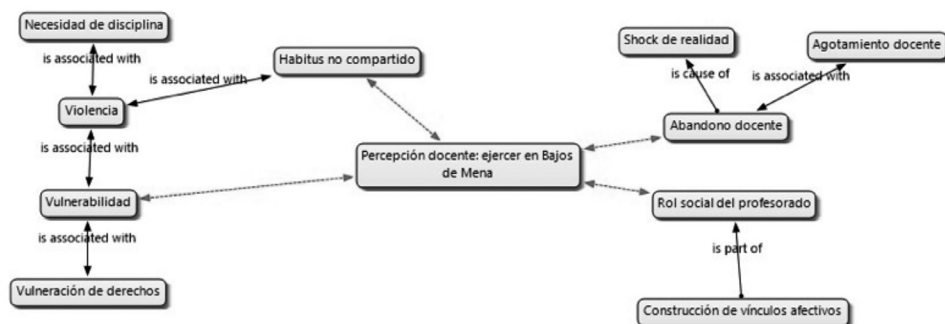 Necesidad de disciplina
is associated with
Violencia
is associated with
Habitus no compartido
is associated with
Vulnerabilidad
is associated with
Vulneración de derechos
Percepción docente: ejercer en Bajos
de Mena
Shock de realidad
is cause of
Agotamiento docente
is associated with
Abandono docente
Rol social del profesorado
is part of
Construcción de vínculos afectivos